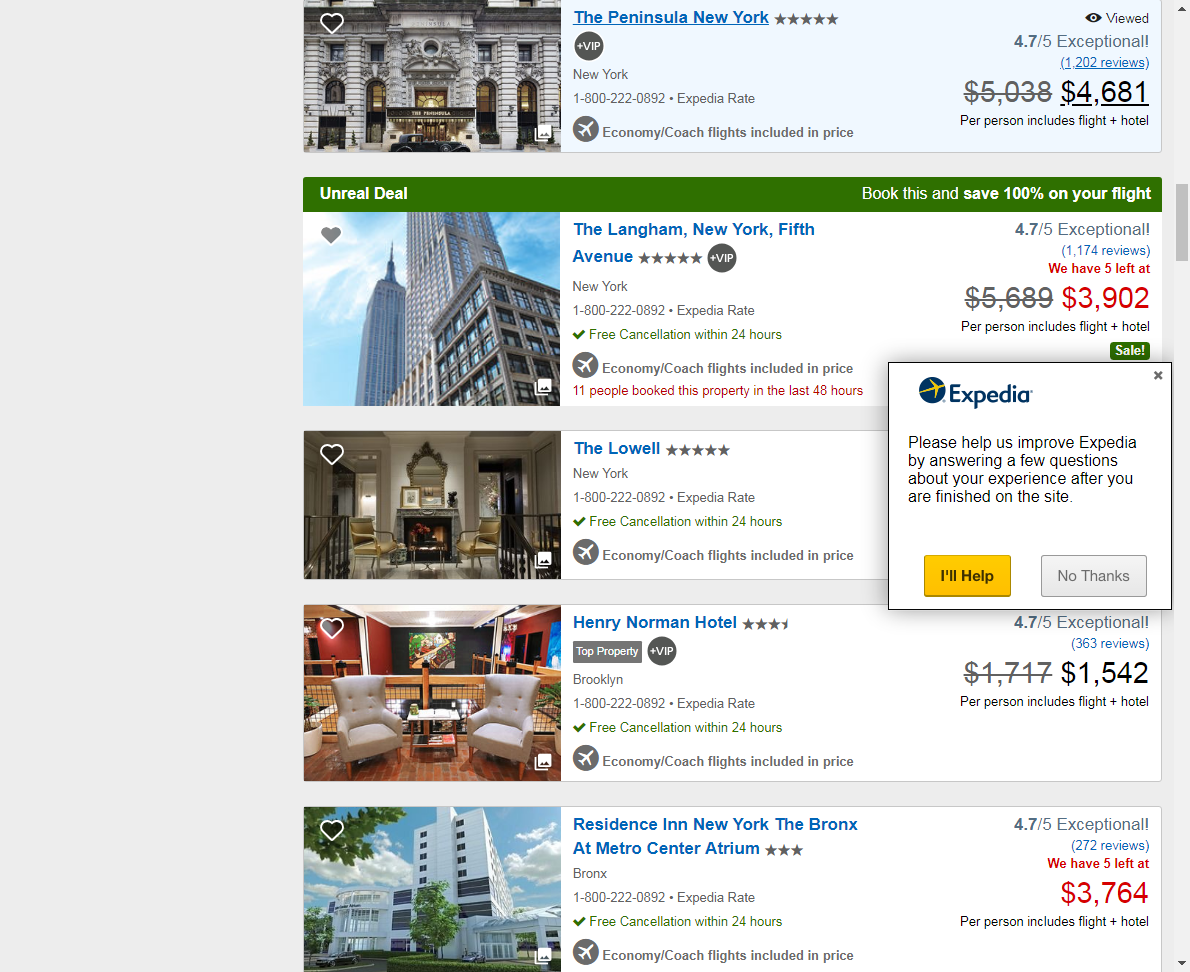 The Peninsula New York
Viewed
+VIP
4.7/5 Exceptional!
(1,202 reviews)
New York
$5,038 $4,681
1-800-222-0892 • Expedia Rate
Per person includes flight + hotel
Economy/Coach flights included in price
THE PENINSULA
Unreal Deal
Book this and save 100% on your flight
The Langham, New York, Fifth
Avenue
+VIP
4.7/5 Exceptional!
(1,174 reviews)
We have 5 left at
New York
$5,689 $3,902
1-800-222-0892 • Expedia Rate
Per person includes flight + hotel
Free Cancellation within 24 hours
Sale!
Economy/Coach flights included in price
11 people booked this property in the last 48 hours
Expedia
Please help us improve Expedia
by answering a few questions
about your experience after you
are finished on the site.
I'll Help
No Thanks
The Lowell
New York
1-800-222-0892 • Expedia Rate
Free Cancellation within 24 hours
Economy/Coach flights included in price
Henry Norman Hotel
4.7/5 Exceptional!
Top Property
+VIP
(363 reviews)
Brooklyn
$1,717 $1,542
1-800-222-0892 • Expedia Rate
Per person includes flight + hotel
Free Cancellation within 24 hours
Economy/Coach flights included in price
Residence Inn New York The Bronx
At Metro Center Atrium
4.7/5 Exceptional!
(272 reviews)
We have 5 left at
Bronx
$3,764
1-800-222-0892 • Expedia Rate
Per person includes flight + hotel
Free Cancellation within 24 hours
Economy/Coach flights included in price